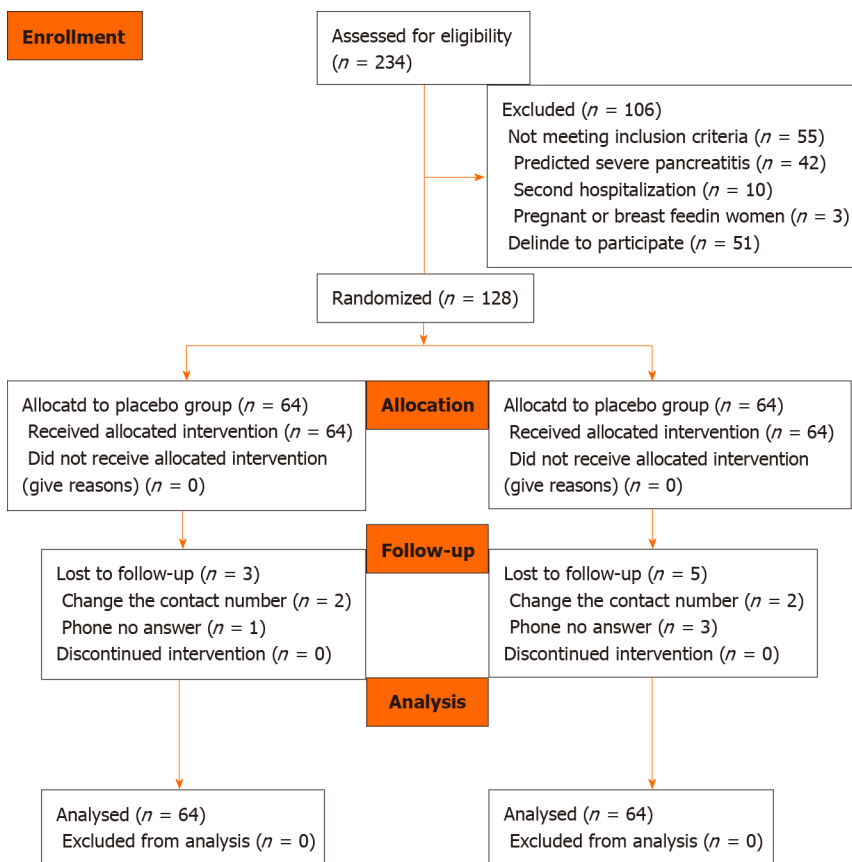 Enrollment
Assessed for eligibility
(n = 234)
Excluded (n = 106)
Not meeting inclusion criteria (n = 55)
Predicted severe pancreatitis (n = 42)
Second hospitalization (n = 10)
Pregnant or breast feedin women (n = 3)
Delinde to participate (n = 51)
Randomized (n = 128)
Allocatd to placebo group (n = 64)
Received allocated intervention (n = 64)
Did not receive allocated intervention
(give reasons) (n = 0)
Allocation
Allocatd to placebo group (n = 64)
Received allocated intervention (n = 64)
Did not receive allocated intervention
(give reasons) (n = 0)
Follow-up
Lost to follow-up (n = 3)
Change the contact number (n = 2)
Phone no answer (n = 1)
Discontinued intervention (n = 0)
Lost to follow-up (n = 5)
Change the contact number (n = 2)
Phone no answer (n = 3)
Discontinued intervention (n = 0)
Analysis
Analysed (n = 64)
Excluded from analysis (n = 0)
Analysed (n = 64)
Excluded from analysis (n = 0)